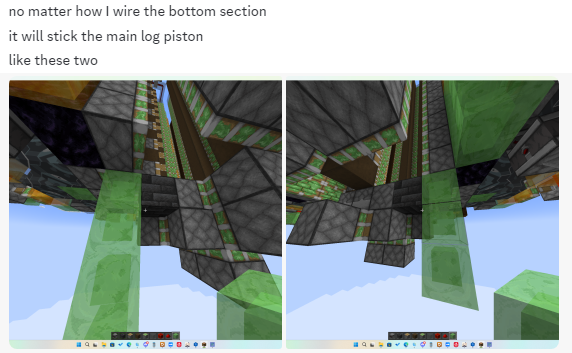 no matter how I wire the bottom section
it will stick the main log piston
like these two